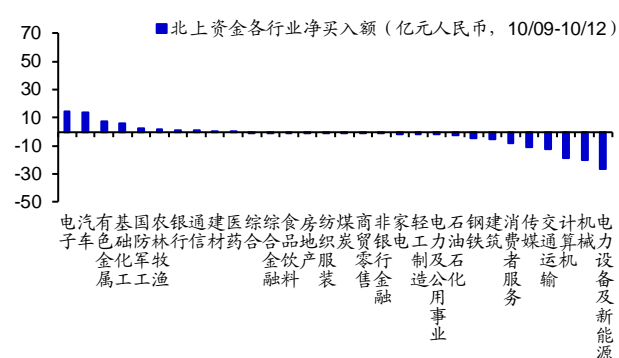 北上资金各行业净买入额（亿元人民币，10/09-10/12）
70
50
30
10
-10
-30
-50
电子
汽车
有色金属
基础化工
国防军工
农林牧渔
银行
通信
建材
医药
综合
综合金融
食品饮料
房地产
纺织服装
煤炭
商贸零售
非银行金融
家电
轻工制造
电力及公用事业
石油石化
钢铁
建筑
消费者服务
传媒
交通运输
计算机
机械
电力设备及新能源